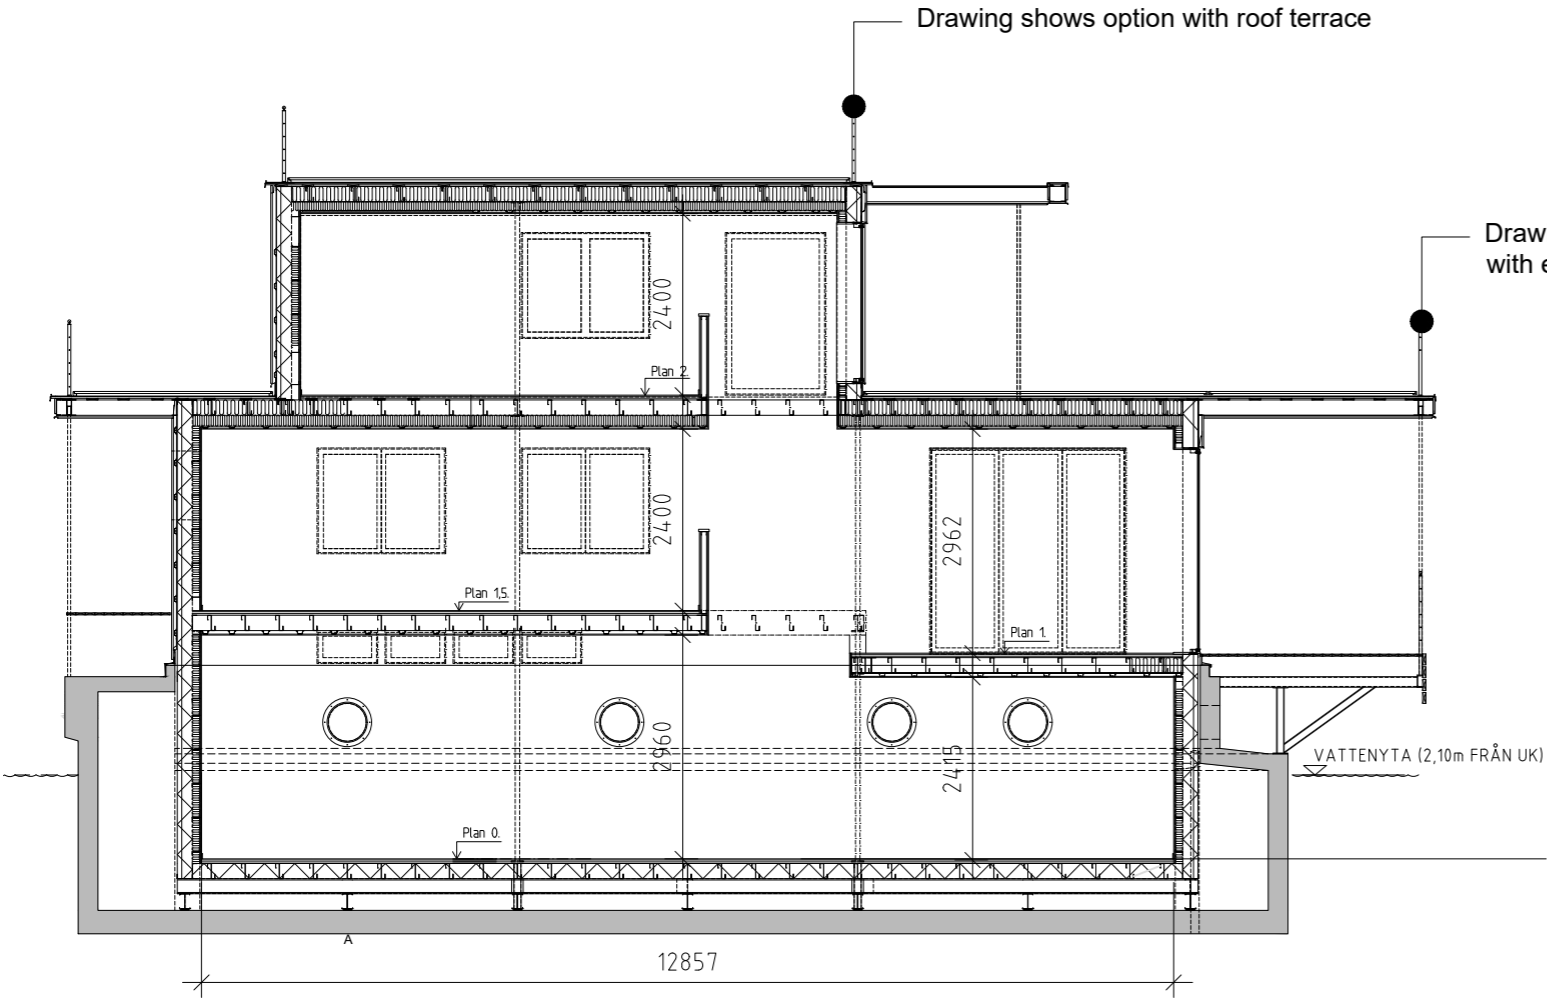 Drawing shows option with roof terrace
Draw
with e
2400
Plan 2.
2400
2962
Plan 1,5.
Plan 1.
2960
2415
VATTENYTA (2,10m FRÅN UK)
Plan 0.
A
12857